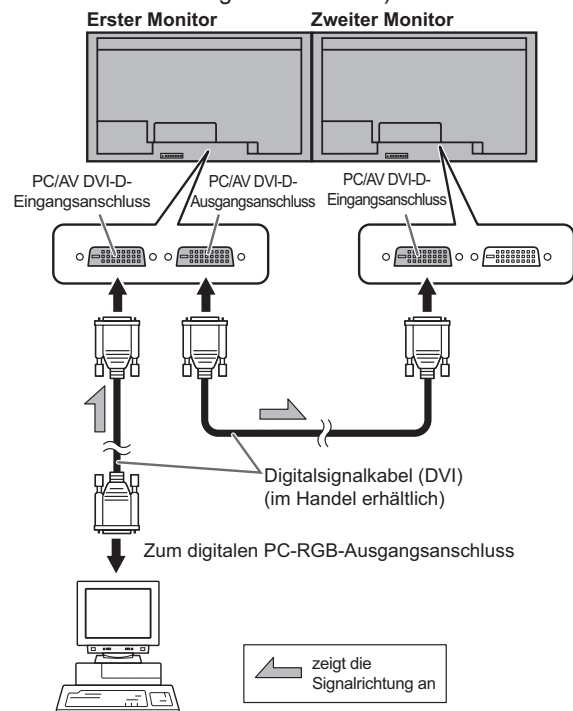 Erster Monitor
Zweiter Monitor
PC/AV DVI-D-
Eingangsanschluss
PC/AV DVI-D-
Ausgangsanschluss
PC/AV DVI-D-
Eingangsanschluss
Digitalsignalkabel (DVI)
(im Handel erhältlich)
Zum digitalen PC-RGB-Ausgangsanschluss
zeigt die
Signalrichtung an